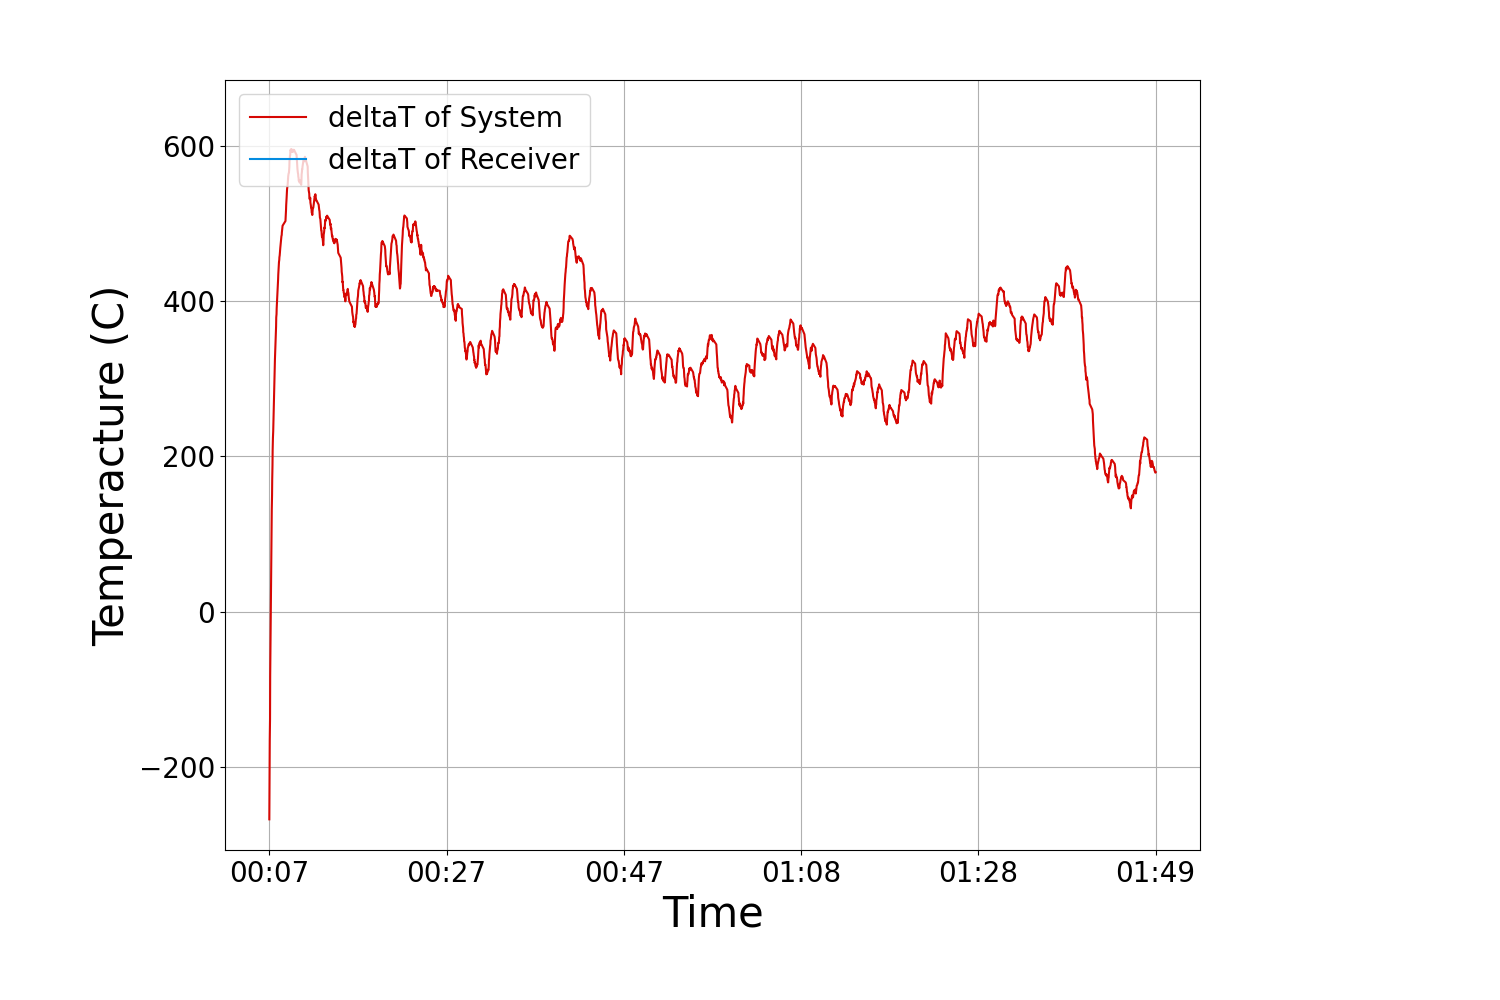 deltaT of System
deltaT of Receiver
600
400
200
0
−200
Temperacture (C)
00:07 00:27 00:47 01:08 01:28 01:49
Time